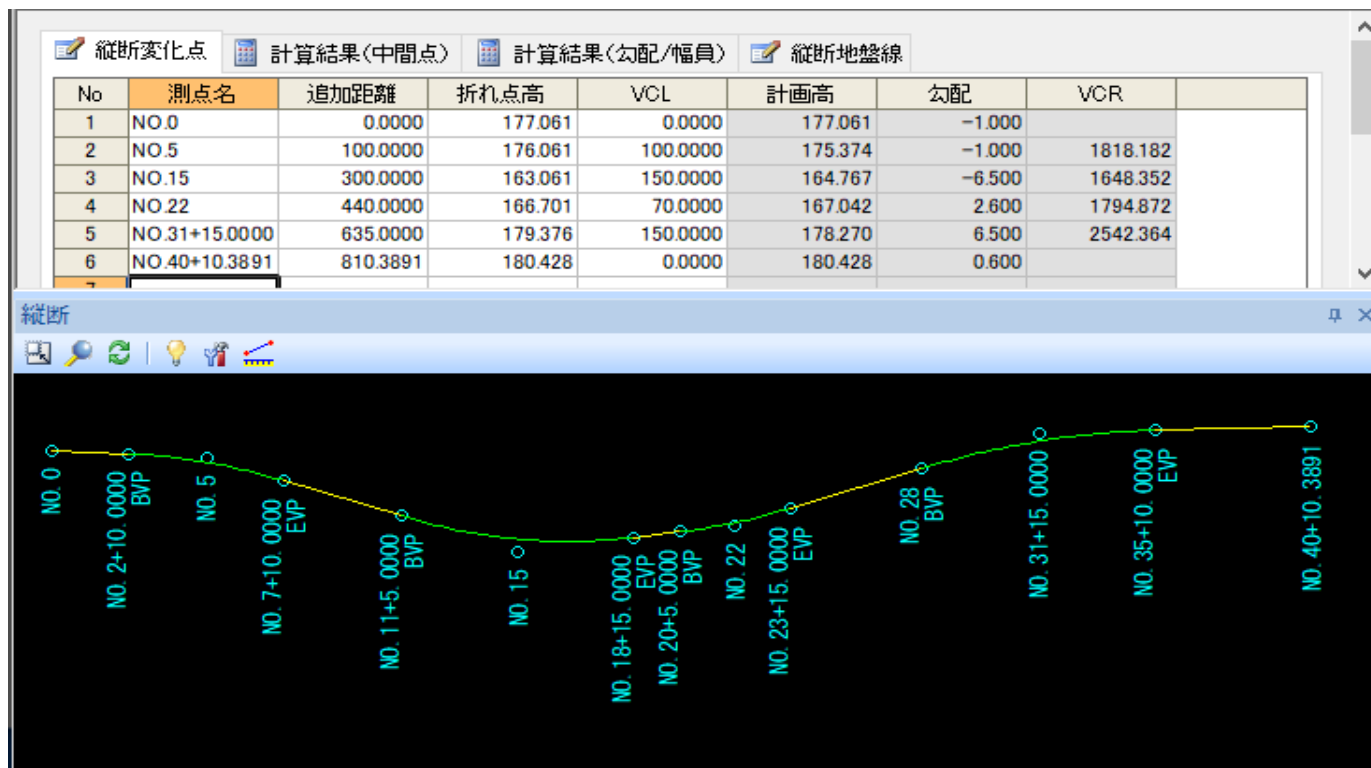 縦断変化点 計算結果(中間点) 計算結果(勾配/幅員) 縦断地盤線
No 測点名 追加距離 折れ点高 VCL 計画高 勾配 VCR
1 NO.0 0.0000 177.061 0.0000 177.061 -1.000
2 NO.5 100.0000 176.061 100.0000 175.374 -1.000 1818.182
3 NO.15 300.0000 163.061 150.0000 164.767 -6.500 1648.352
4 NO.22 440.0000 166.701 70.0000 167.042 2.600 1794.872
5 NO.31+15.0000 635.0000 179.376 150.0000 178.270 6.500 2542.364
6 NO.40+10.3891 810.3891 180.428 0.0000 180.428 0.600
7
縦断
NO. 0
NO. 2+10. 0000
BVP
NO. 5
NO. 7+10. 0000
EVP
NO. 11+5. 0000
BVP
NO. 15
NO. 18+15. 0000
EVP
NO. 20+5. 0000
BVP
NO. 22
NO. 23+15. 0000
EVP
NO. 28
BVP
NO. 31+15. 0000
NO. 35+10. 0000
EVP
NO. 40+10. 3891